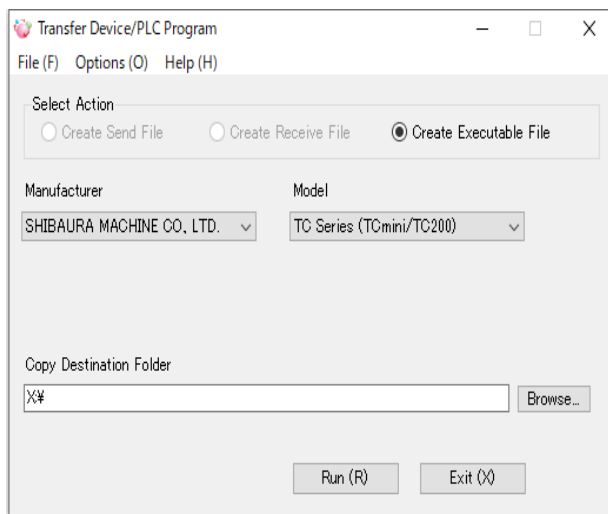 Transfer Device/PLC Program
File (F) Options (O) Help (H)
Select Action
Create Send File Create Receive File Create Executable File
Manufacturer Model
SHIBAURA MACHINE CO., LTD. TC Series (TCmini/TC200)
Copy Destination Folder
X¥ Browse...
Run (R) Exit (X)